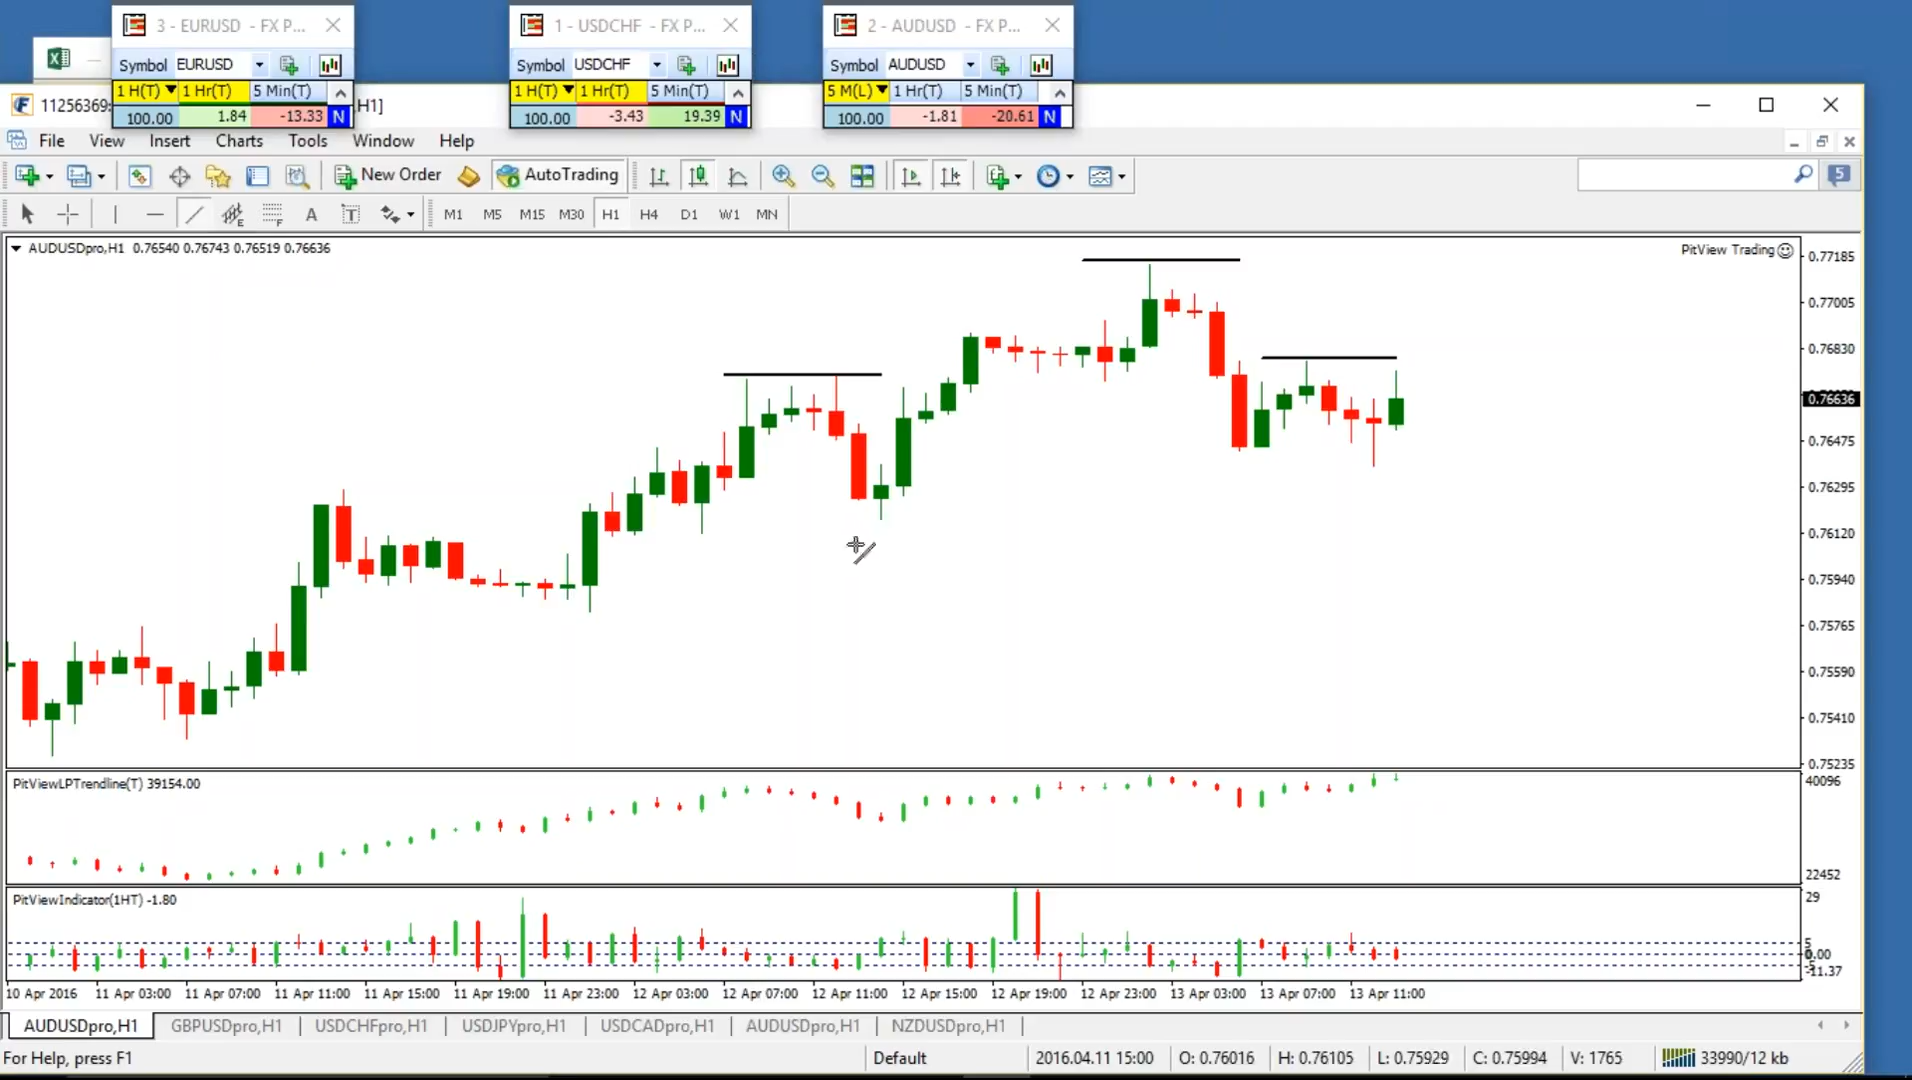 3 - EURUSD - FX P...
1 - USDCHF - FX P...
2 - AUDUSD - FX P...
Symbol EURUSD
Symbol USDCHF
Symbol AUDUSD
1 H(T) 1 Hr(T) 5 Min(T)
100.00 1.84 -13.33 N
1 H(T) 1 Hr(T) 5 Min(T)
100.00 -3.43 19.39 N
5 M(L) 1 Hr(T) 5 Min(T)
100.00 -1.81 -20.61 N
11256369: H1]
File View Insert Charts Tools Window Help
New Order AutoTrading 5
A T M1 M5 M15 M30 H1 H4 D1 W1 MN
AUDUSDpro,H1 0.76540 0.76743 0.76519 0.76636
PitView Trading
0.77185
0.77005
0.76830
0.76636
0.76475
0.76295
0.76120
0.75940
0.75765
0.75590
0.75410
0.75235
PitViewLPTrendline(T) 39154.00
40096
22452
PitViewIndicator(1HT) -1.80
29
5
0.00
-11.37
10 Apr 2016 11 Apr 03:00 11 Apr 07:00 11 Apr 11:00 11 Apr 15:00 11 Apr 19:00 11 Apr 23:00 12 Apr 03:00 12 Apr 07:00 12 Apr 11:00 12 Apr 15:00 12 Apr 19:00 12 Apr 23:00 13 Apr 03:00 13 Apr 07:00 13 Apr 11:00
AUDUSDpro,H1 GBPUSDpro,H1 USDCHFpro,H1 USDJPYpro,H1 USDCADpro,H1 AUDUSDpro,H1 NZDUSDpro,H1
For Help, press F1 Default 2016.04.11 15:00 O: 0.76016 H: 0.76105 L: 0.75929 C: 0.75994 V: 1765 33990/12 kb